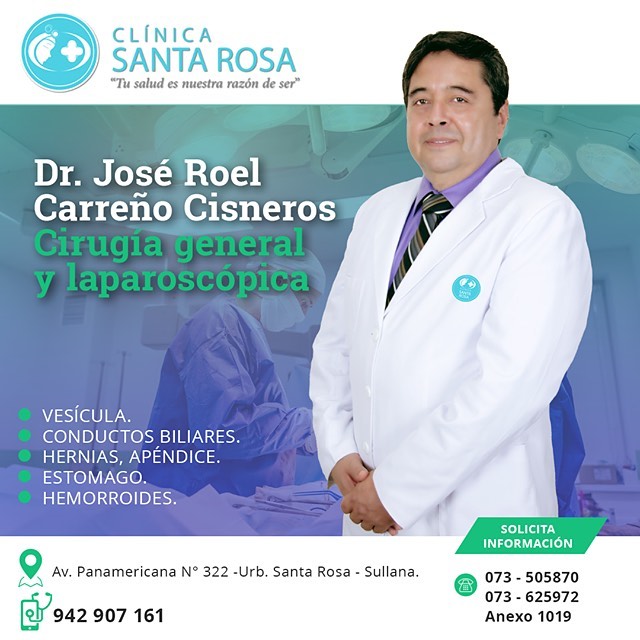 CLÍNICA
SANTA ROSA
"Tu salud es nuestra razón de ser"
Dr. José Roel
Carreño Cisneros
Cirugía general
y laparoscópica
SANTA
ROSA
VESÍCULA.
CONDUCTOS BILIARES.
HERNIAS, APÉNDICE.
ESTOMAGO.
HEMORROIDES.
SOLICITA
INFORMACIÓN
Av. Panamericana N° 322 -Urb. Santa Rosa - Sullana.
942 907 161
073 - 505870
073 - 625972
Anexo 1019